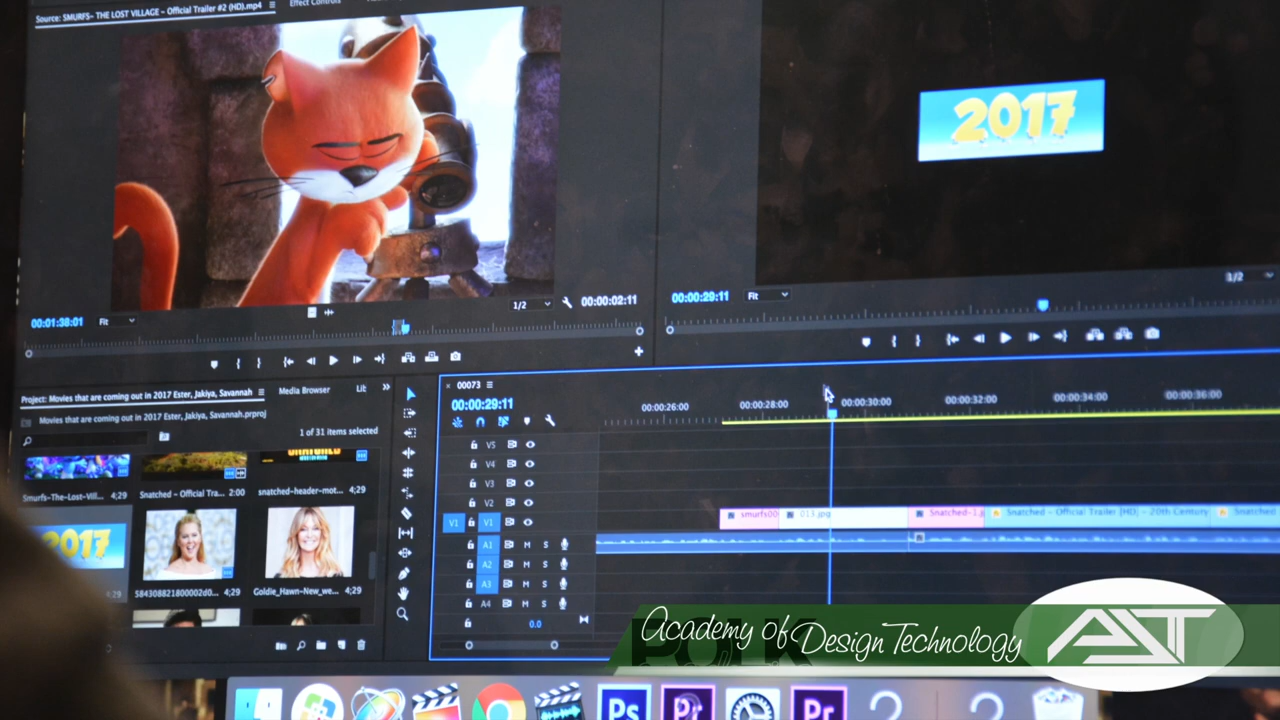 Source: SMURFS- THE LOST VILLAGE - Official Trailer #2 (HD).mp4
Effect Controls
2017
1/2
00:00:02:11
1/2
00:01:38:01
Fit
00:00:29:11
Fit
Project: Movies that are coming out in 2017 Ester, Jakiya, Savannah
Media Browser
Movies that are coming out in 2017 Ester, Jakiya, Savannah.prproj
1 of 31 items selected
Smurfs-The-Lost-Vill... 4;29
Snatched - Official Tra... 2:00
snatched-header-mot... 4;29
2017
584308821800002d0... 4;29
Goldie_Hawn-New_we... 4;29
00073
00:00:29:11
00:00:26:00
00:00:28:00
00:00:30:00
00:00:32:00
00:00:34:00
00:00:36:00
V5
V4
V3
V2
V1 V1
A1 M S
A2 M S
A3 M S
A4 M S
0.0
smurfs00
013.jpg
Snatched-1.j
Snatched - Official Trailer [HD] - 20th Century
Snatched
POLK
Academy of Design Technology
ADT
Ps
Pr
Pr